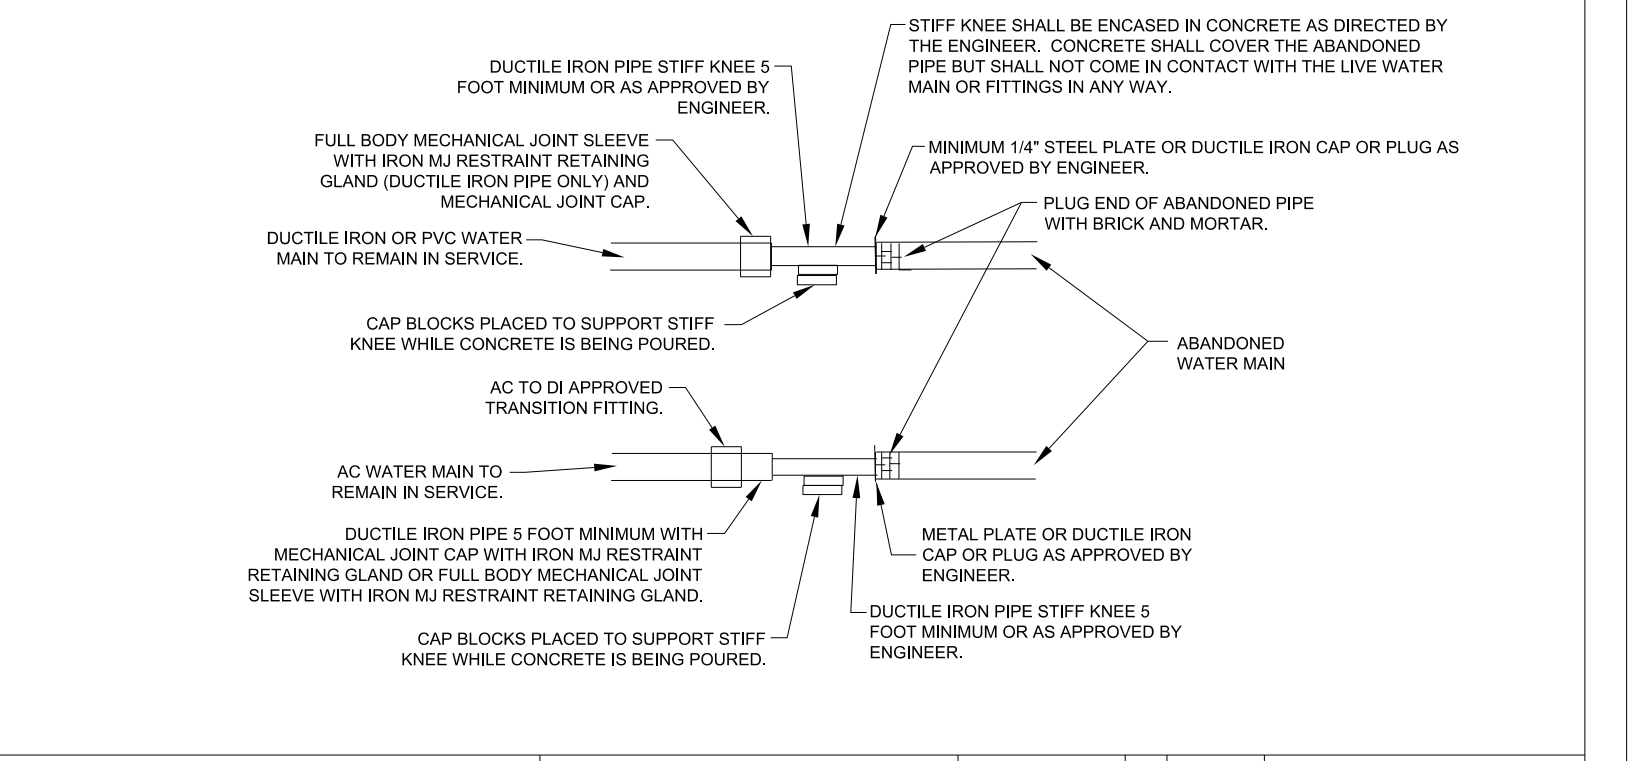 STIFF KNEE SHALL BE ENCASED IN CONCRETE AS DIRECTED BY
THE ENGINEER. CONCRETE SHALL COVER THE ABANDONED
PIPE BUT SHALL NOT COME IN CONTACT WITH THE LIVE WATER
MAIN OR FITTINGS IN ANY WAY.
DUCTILE IRON PIPE STIFF KNEE 5
FOOT MINIMUM OR AS APPROVED BY
ENGINEER.
FULL BODY MECHANICAL JOINT SLEEVE
WITH IRON MJ RESTRAINT RETAINING
GLAND (DUCTILE IRON PIPE ONLY) AND
MECHANICAL JOINT CAP.
MINIMUM 1/4" STEEL PLATE OR DUCTILE IRON CAP OR PLUG AS
APPROVED BY ENGINEER.
PLUG END OF ABANDONED PIPE
WITH BRICK AND MORTAR.
DUCTILE IRON OR PVC WATER
MAIN TO REMAIN IN SERVICE.
CAP BLOCKS PLACED TO SUPPORT STIFF
KNEE WHILE CONCRETE IS BEING POURED.
ABANDONED
WATER MAIN
AC TO DI APPROVED
TRANSITION FITTING.
AC WATER MAIN TO
REMAIN IN SERVICE.
DUCTILE IRON PIPE 5 FOOT MINIMUM WITH
MECHANICAL JOINT CAP WITH IRON MJ RESTRAINT
RETAINING GLAND OR FULL BODY MECHANICAL JOINT
SLEEVE WITH IRON MJ RESTRAINT RETAINING GLAND.
METAL PLATE OR DUCTILE IRON
CAP OR PLUG AS APPROVED BY
ENGINEER.
DUCTILE IRON PIPE STIFF KNEE 5
FOOT MINIMUM OR AS APPROVED BY
ENGINEER.
CAP BLOCKS PLACED TO SUPPORT STIFF
KNEE WHILE CONCRETE IS BEING POURED.